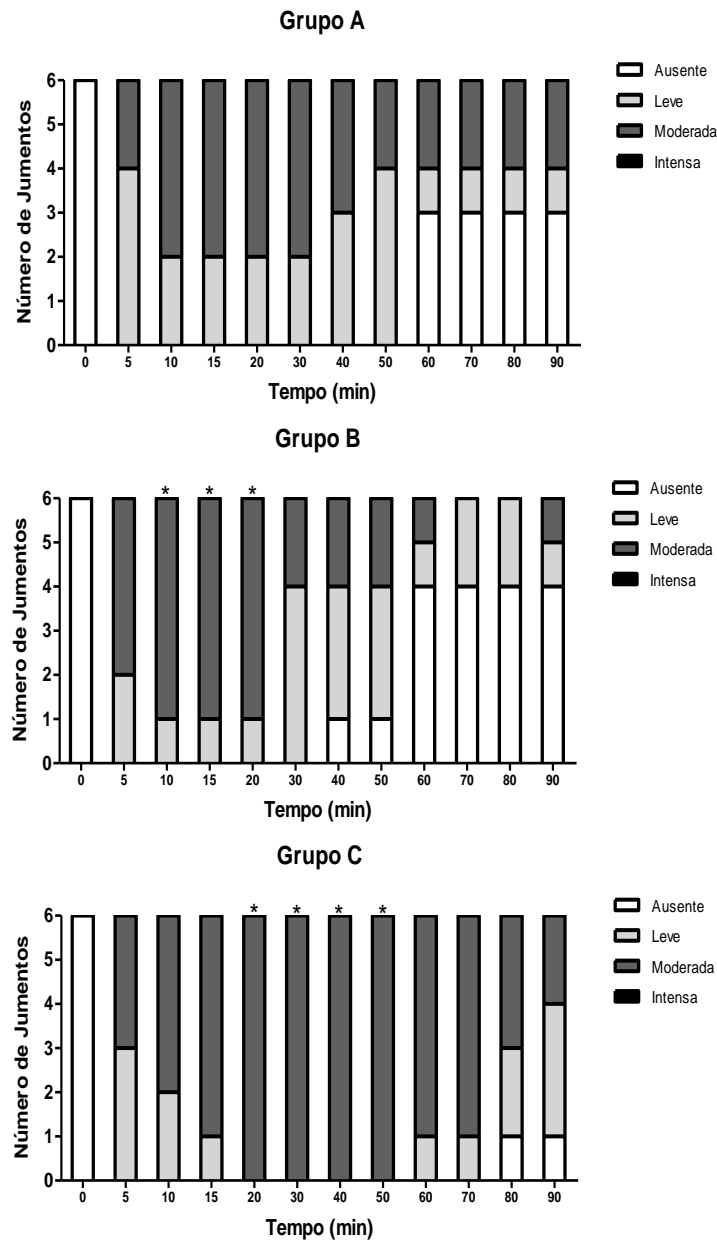 Grupo A
Número de Jumentos
6
5
4
3
2
1
0
0 5 10 15 20 30 40 50 60 70 80 90
Tempo (min)
Ausente
Leve
Moderada
Intensa
Grupo B
Número de Jumentos
6
5
4
3
2
1
0
* * *
0 5 10 15 20 30 40 50 60 70 80 90
Tempo (min)
Ausente
Leve
Moderada
Intensa
Grupo C
Número de Jumentos
6
5
4
3
2
1
0
* * * *
0 5 10 15 20 30 40 50 60 70 80 90
Tempo (min)
Ausente
Leve
Moderada
Intensa